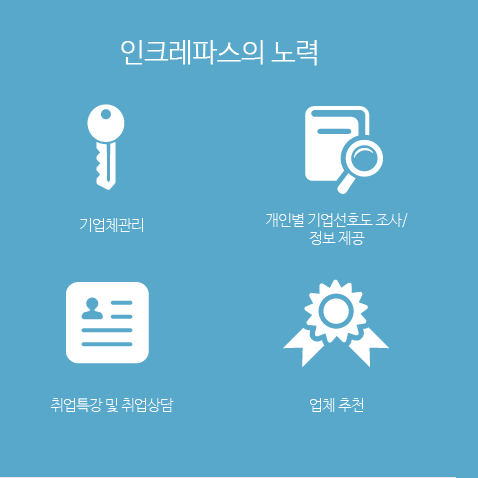 인크레파스의 노력
기업체관리
개인별 기업선호도 조사/
정보 제공
취업특강 및 취업상담
업체 추천